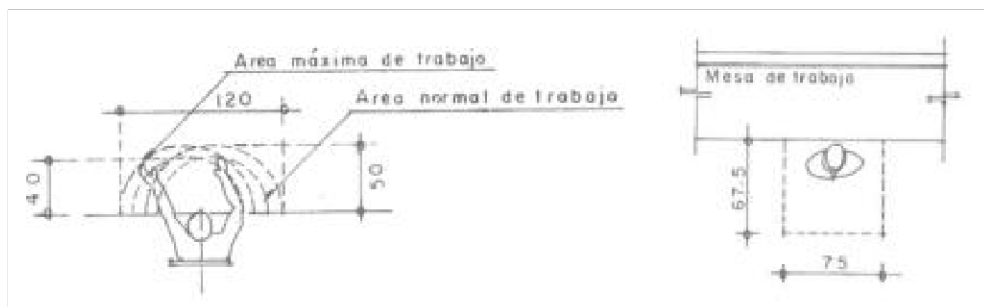 Area máxima de trabajo
120
Area normal de trabajo
40
50
Mesa de trabajo
67.5
75